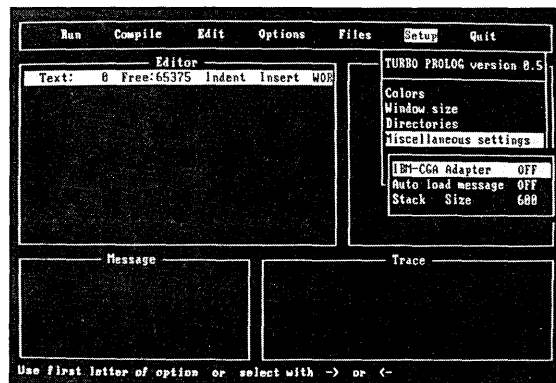 Run Compile Edit Options Files Setup Quit
Editor
Text: 0 Free:65375 Indent Insert WOR
TURBO PROLOG version 0.5
Colors
Window size
Directories
Miscellaneous settings
IBM-CGA Adapter OFF
Auto load message OFF
Stack Size 600
Message
Trace
Use first letter of option or select with -> or <-